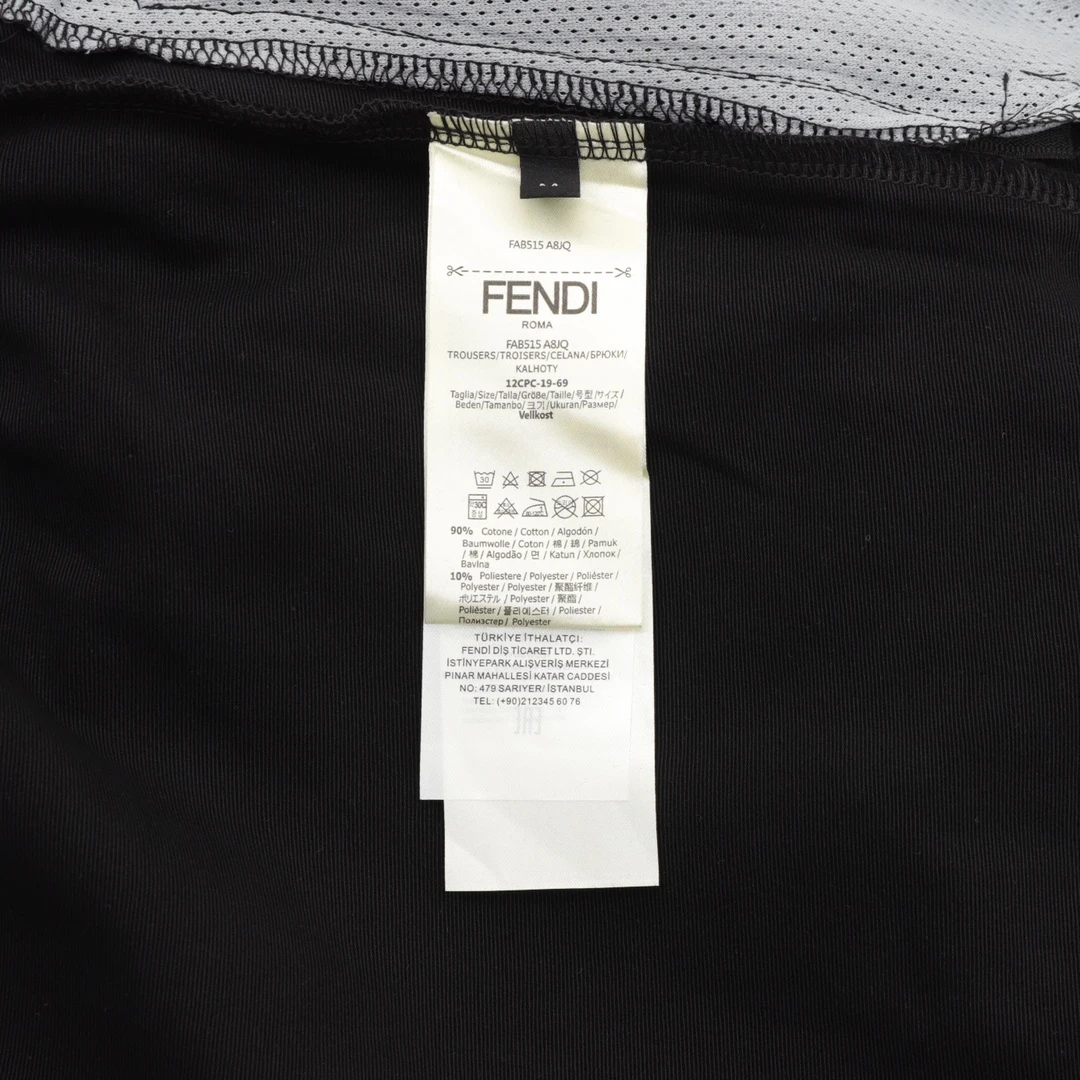 FAB515 A8JQ
FENDI
ROMA
FAB515 A8JQ
TROUSERS/TROISERS/CELANA/БРЮКИ/
KALHOTY
12CPC-19-69
Taglia/Size/Talla/Größe/Taille/号型/サイズ/
Beden/Tamanbo/크기/Ukuran/Размер/
Vellkost
30
90% Cotone / Cotton / Algodón /
Baumwolle / Coton / 棉 / 錦 / Pamuk
/ 棉 / Algodão / 면 / Katun / Хлопок /
Bavlna
10% Poliestere / Polyester / Poliéster /
Polyester / Polyester / 聚酯纤维 /
ポリエステル / Polyester / 聚酯 /
Poliéster / 폴리에스터 / Poliester /
Полиэстер / Polyester
TÜRKİYE İTHALATÇI:
FENDİ DİŞ TİCARET LTD. ŞTI.
İSTİNYEPARK ALIŞVERİŞ MERKEZİ
PINAR MAHALLESİ KATAR CADDESİ
NO: 479 SARIYER/ İSTANBUL
TEL: (+90)212345 60 76